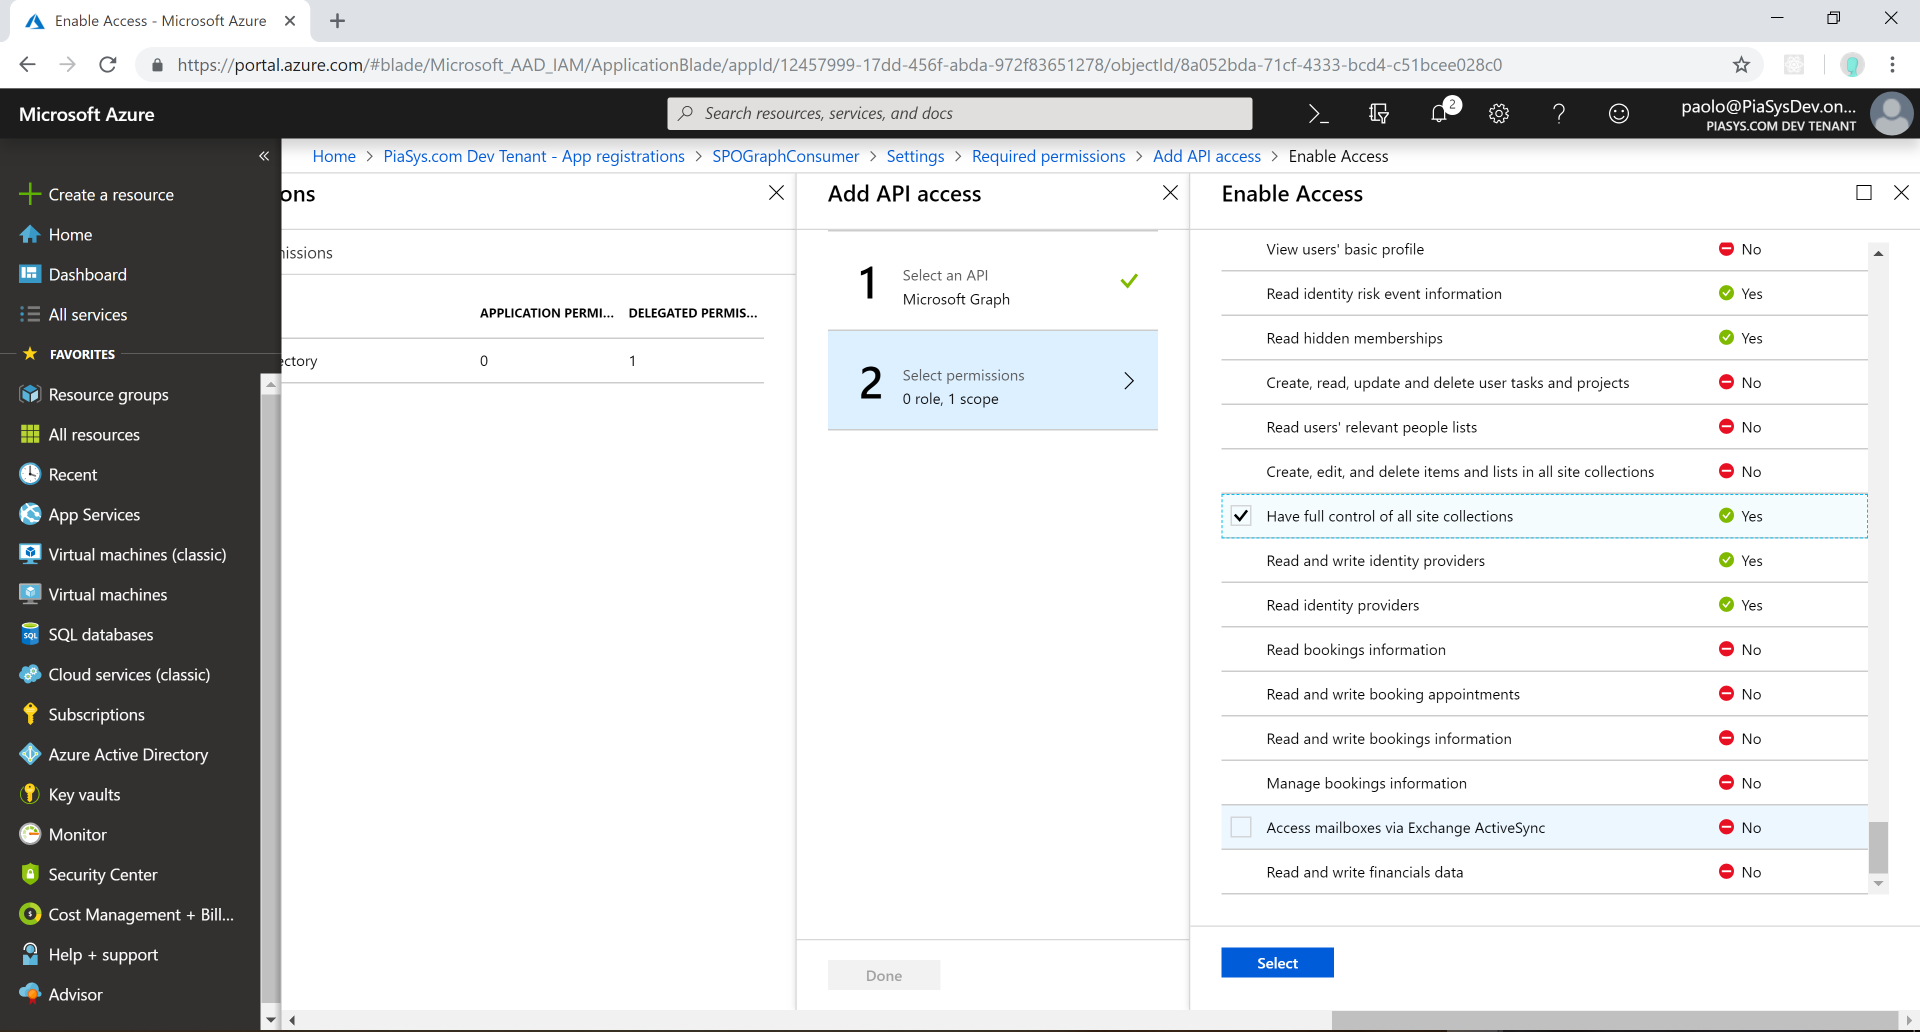 Enable Access - Microsoft Azure
https://portal.azure.com/#blade/Microsoft_AAD_IAM/ApplicationBlade/appId/12457999-17dd-456f-abda-972f83651278/objectId/8a052bda-71cf-4333-bcd4-c51bcee028c0
Microsoft Azure
Search resources, services, and docs
2
paolo@PiaSysDev.on...
PIASYS.COM DEV TENANT
Home > PiaSys.com Dev Tenant - App registrations > SPOGraphConsumer > Settings > Required permissions > Add API access > Enable Access
Create a resource
Home
Dashboard
All services
FAVORITES
Resource groups
All resources
Recent
App Services
Virtual machines (classic)
Virtual machines
SQL databases
Cloud services (classic)
Subscriptions
Azure Active Directory
Key vaults
Monitor
Security Center
Cost Management + Bill...
Help + support
Advisor
ons
nissions
APPLICATION PERMI... DELEGATED PERMIS...
ectory 0 1
Add API access
1
Select an API
Microsoft Graph
2
Select permissions
0 role, 1 scope
Done
Enable Access
View users' basic profile No
Read identity risk event information Yes
Read hidden memberships Yes
Create, read, update and delete user tasks and projects No
Read users' relevant people lists No
Create, edit, and delete items and lists in all site collections No
Have full control of all site collections Yes
Read and write identity providers Yes
Read identity providers Yes
Read bookings information No
Read and write booking appointments No
Read and write bookings information No
Manage bookings information No
Access mailboxes via Exchange ActiveSync No
Read and write financials data No
Select